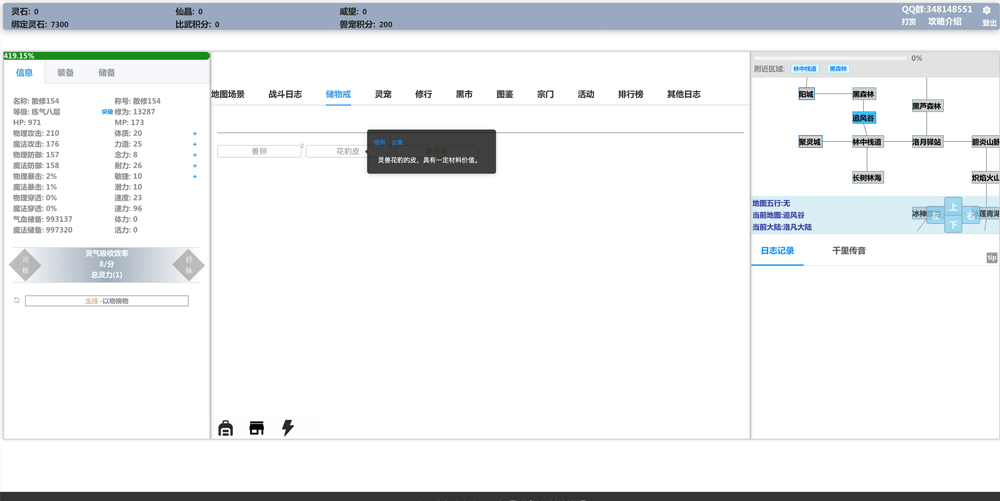 灵石: 0 仙晶: 0 威望: 0
绑定灵石: 7300 比武积分: 0 兽宠积分: 200
QQ群:348148551
打赏 攻略介绍 登出
419.15%
信息 装备 储备
名称: 散修154 称号: 散修154
等级: 炼气八层 突破 修为: 13287
HP: 971 MP: 173
物理攻击: 210 体质: 20 +
魔法攻击: 176 力道: 25 +
物理防御: 157 念力: 8 +
魔法防御: 158 耐力: 26 +
物理暴击: 2% 敏捷: 10 +
魔法暴击: 1% 潜力: 10
物理穿透: 0% 速度: 23
魔法穿透: 0% 速力: 96
气血储备: 993137 体力: 0
魔法储备: 997320 活力: 0
灵根
灵气吸收效率
8/分
总灵力(1)
经脉
主线 -以物换物
地图场景 战斗日志 储物戒 灵宠 修行 黑市 图鉴 宗门 活动 排行榜 其他日志
兽卵 2 花豹皮
灵兽花豹的皮，具有一定材料价值。
0%
附近区域: 林中栈道 黑森林
阳城 黑森林 黑芦森林
追风谷
聚灵城 林中栈道 洛月驿站 碧炎山脉
长树林海 炽焰火山
地图五行:无
当前地图:追风谷
当前大陆:洛凡大陆
上
左 右
下
莲青湖
日志记录 千里传音 tip